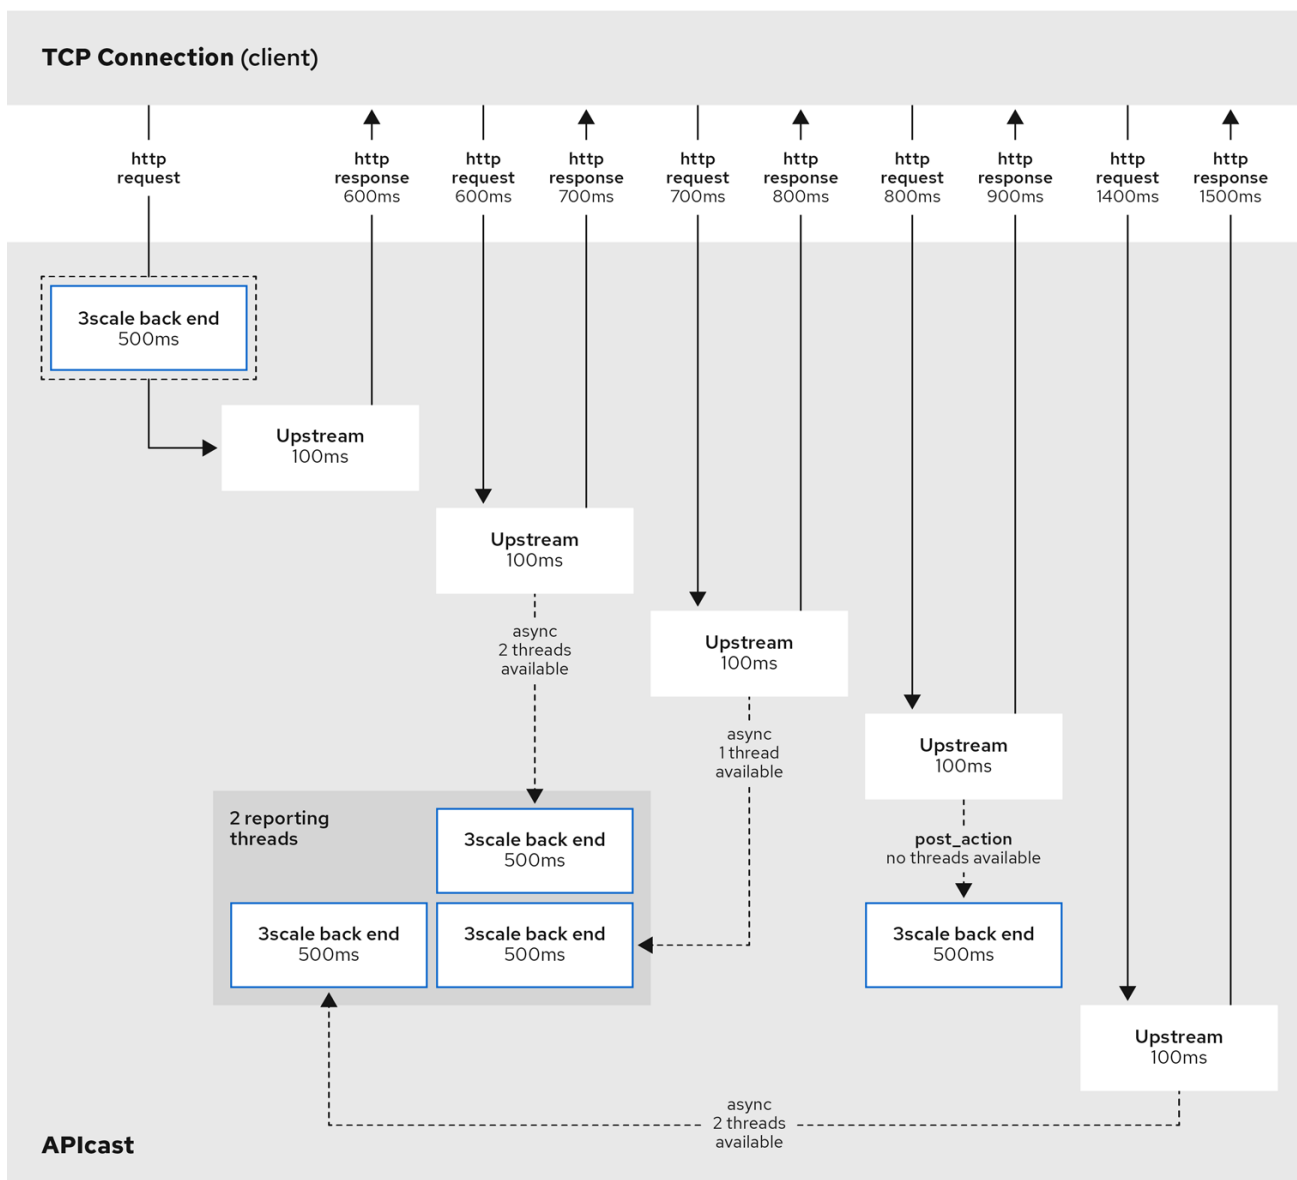 TCP Connection (client)
http
request
http
response
600ms
http
request
600ms
http
response
700ms
http
request
700ms
http
response
800ms
http
request
800ms
http
response
900ms
http
request
1400ms
http
response
1500ms
3scale back end
500ms
Upstream
100ms
Upstream
100ms
async
2 threads
available
Upstream
100ms
async
1 thread
available
Upstream
100ms
post_action
no threads available
2 reporting
threads
3scale back end
500ms
3scale back end
500ms
3scale back end
500ms
3scale back end
500ms
Upstream
100ms
async
2 threads
available
APIcast